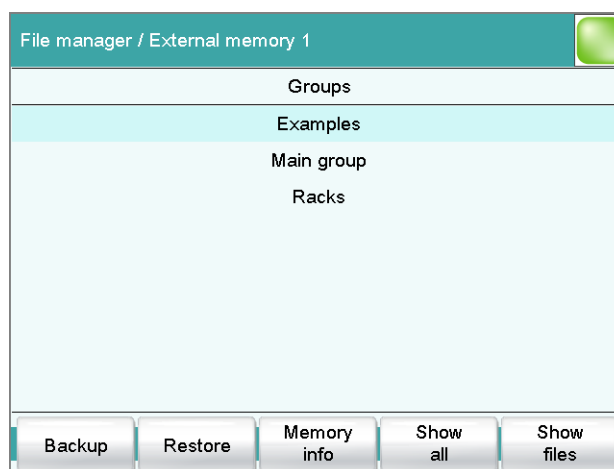 File manager / External memory 1
Groups
Examples
Main group
Racks
Backup
Restore
Memory
info
Show
all
Show
files